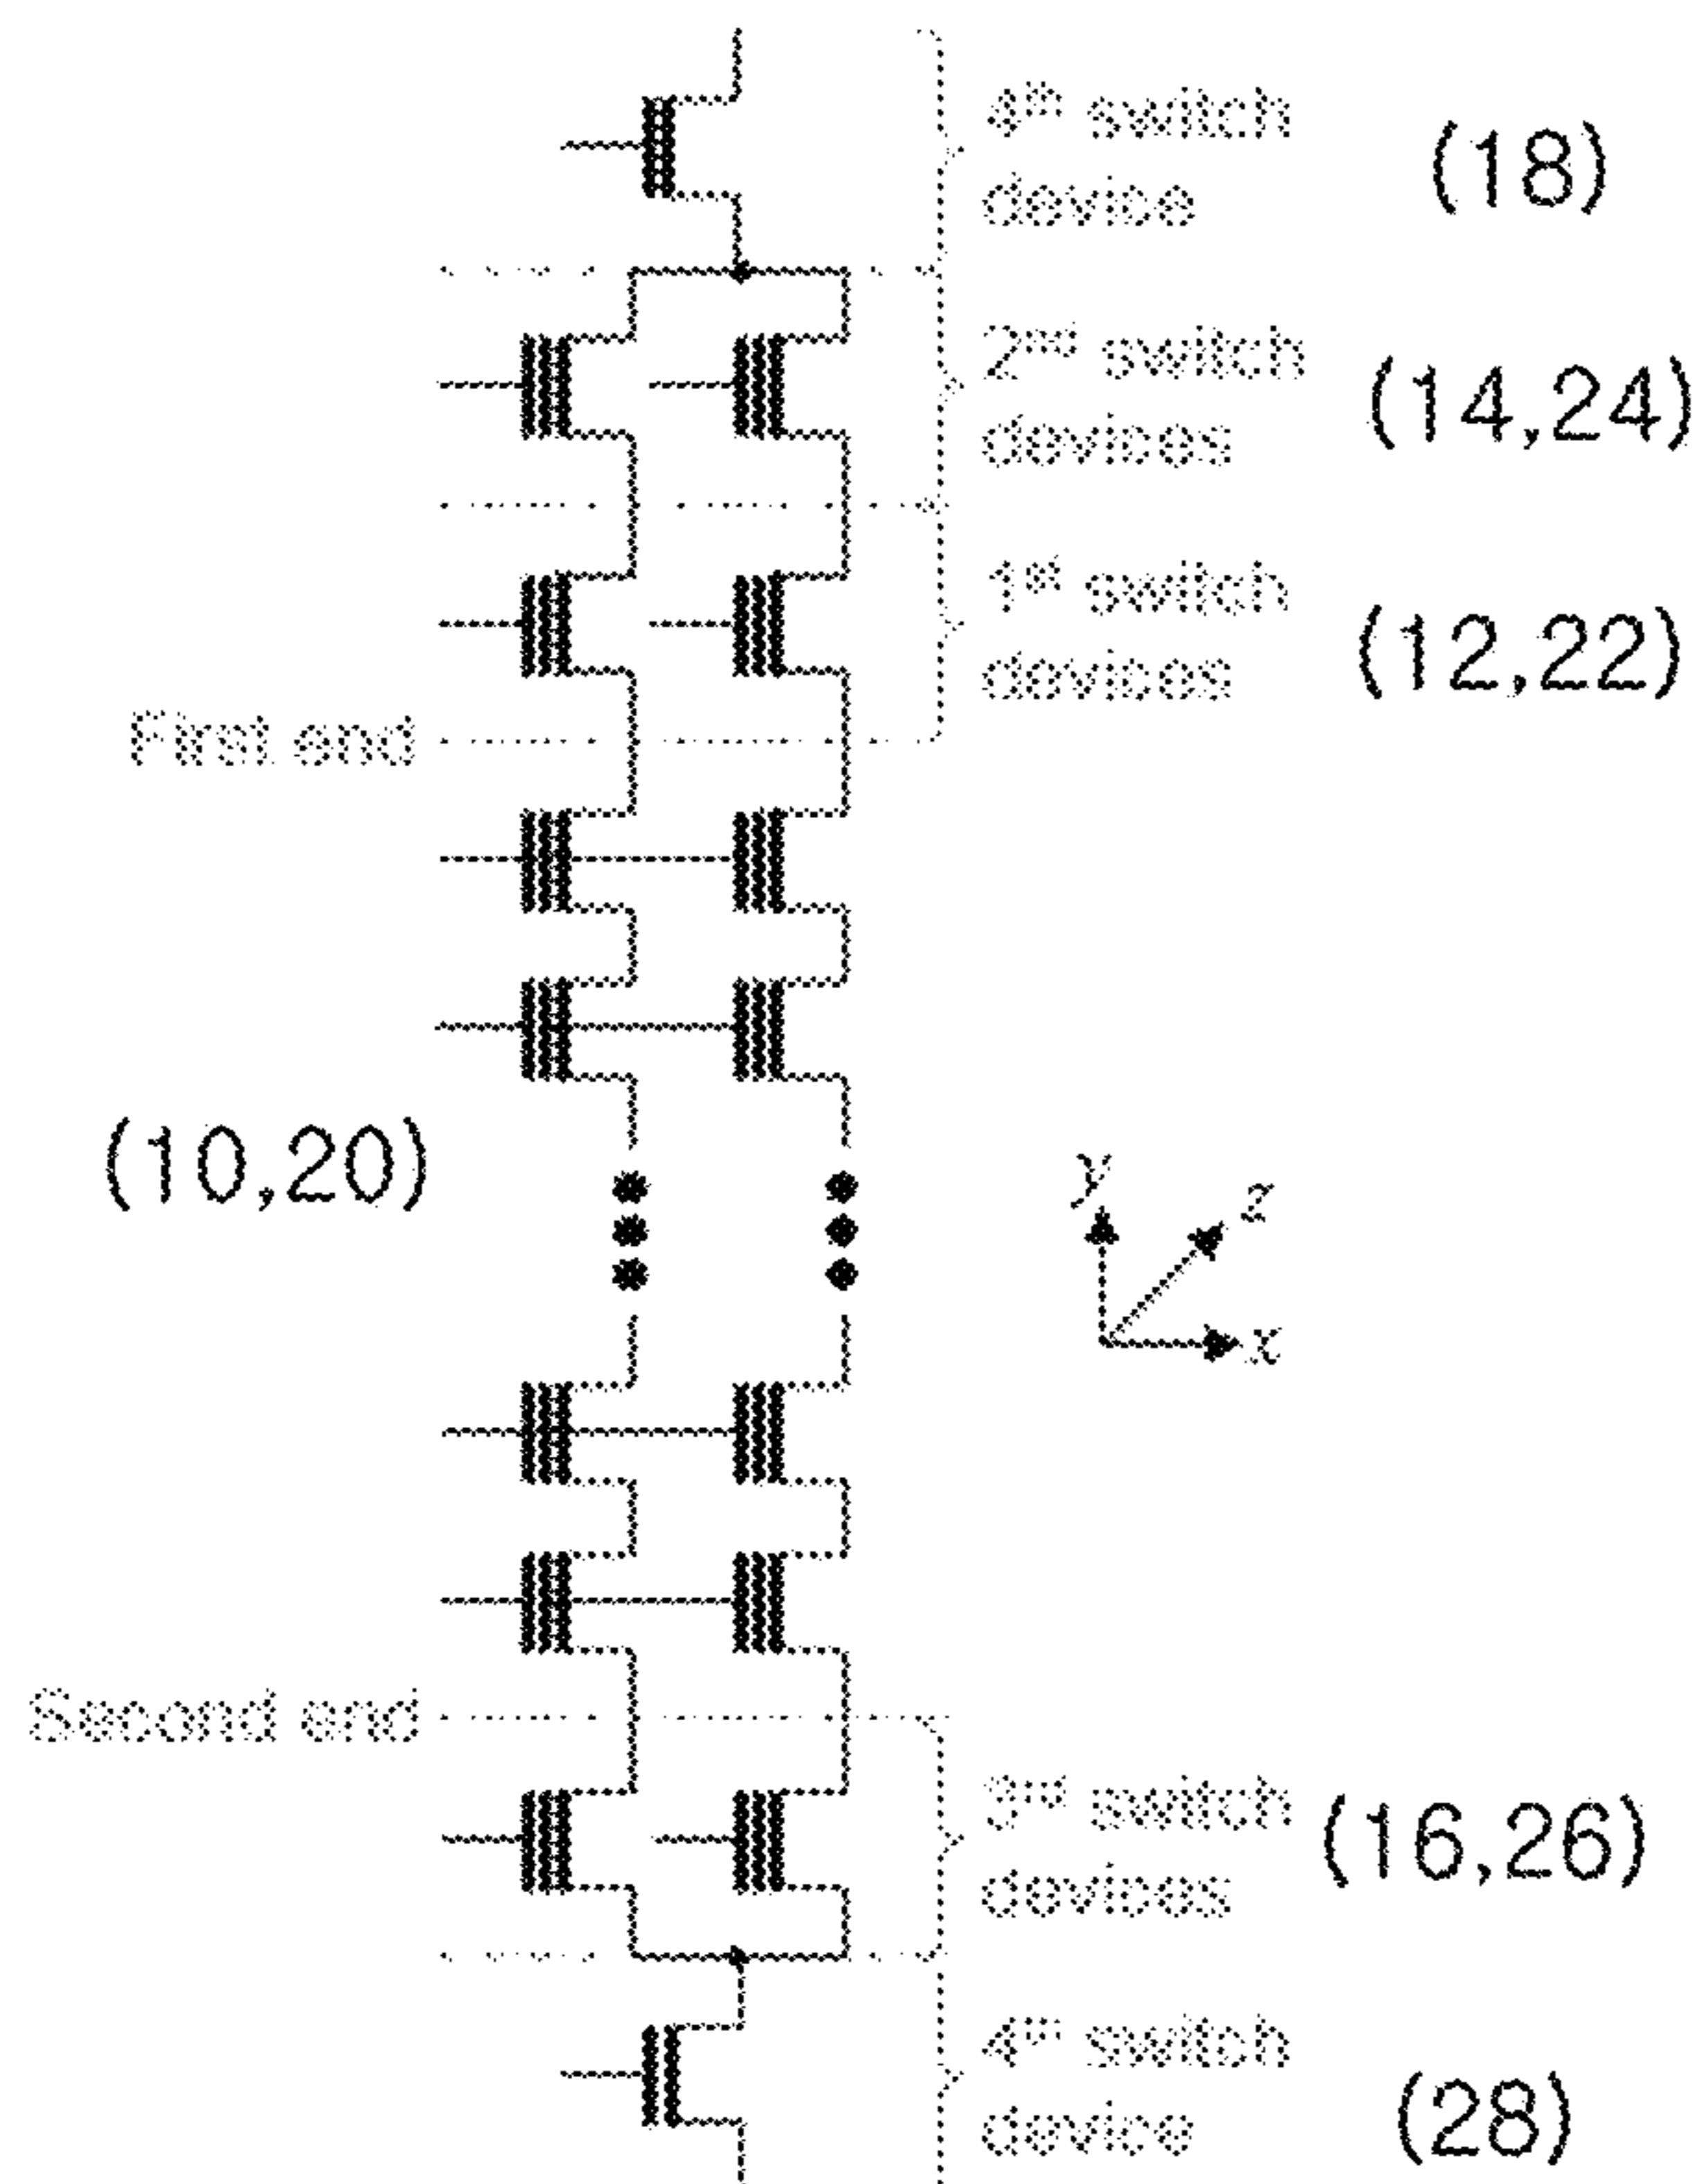 4th switch
device (18)
2nd switch
devices (14,24)
1st switch
devices (12,22)
First end
(10,20)
y
z
x
Second end
3rd switch
devices (16,26)
4th switch
device (28)